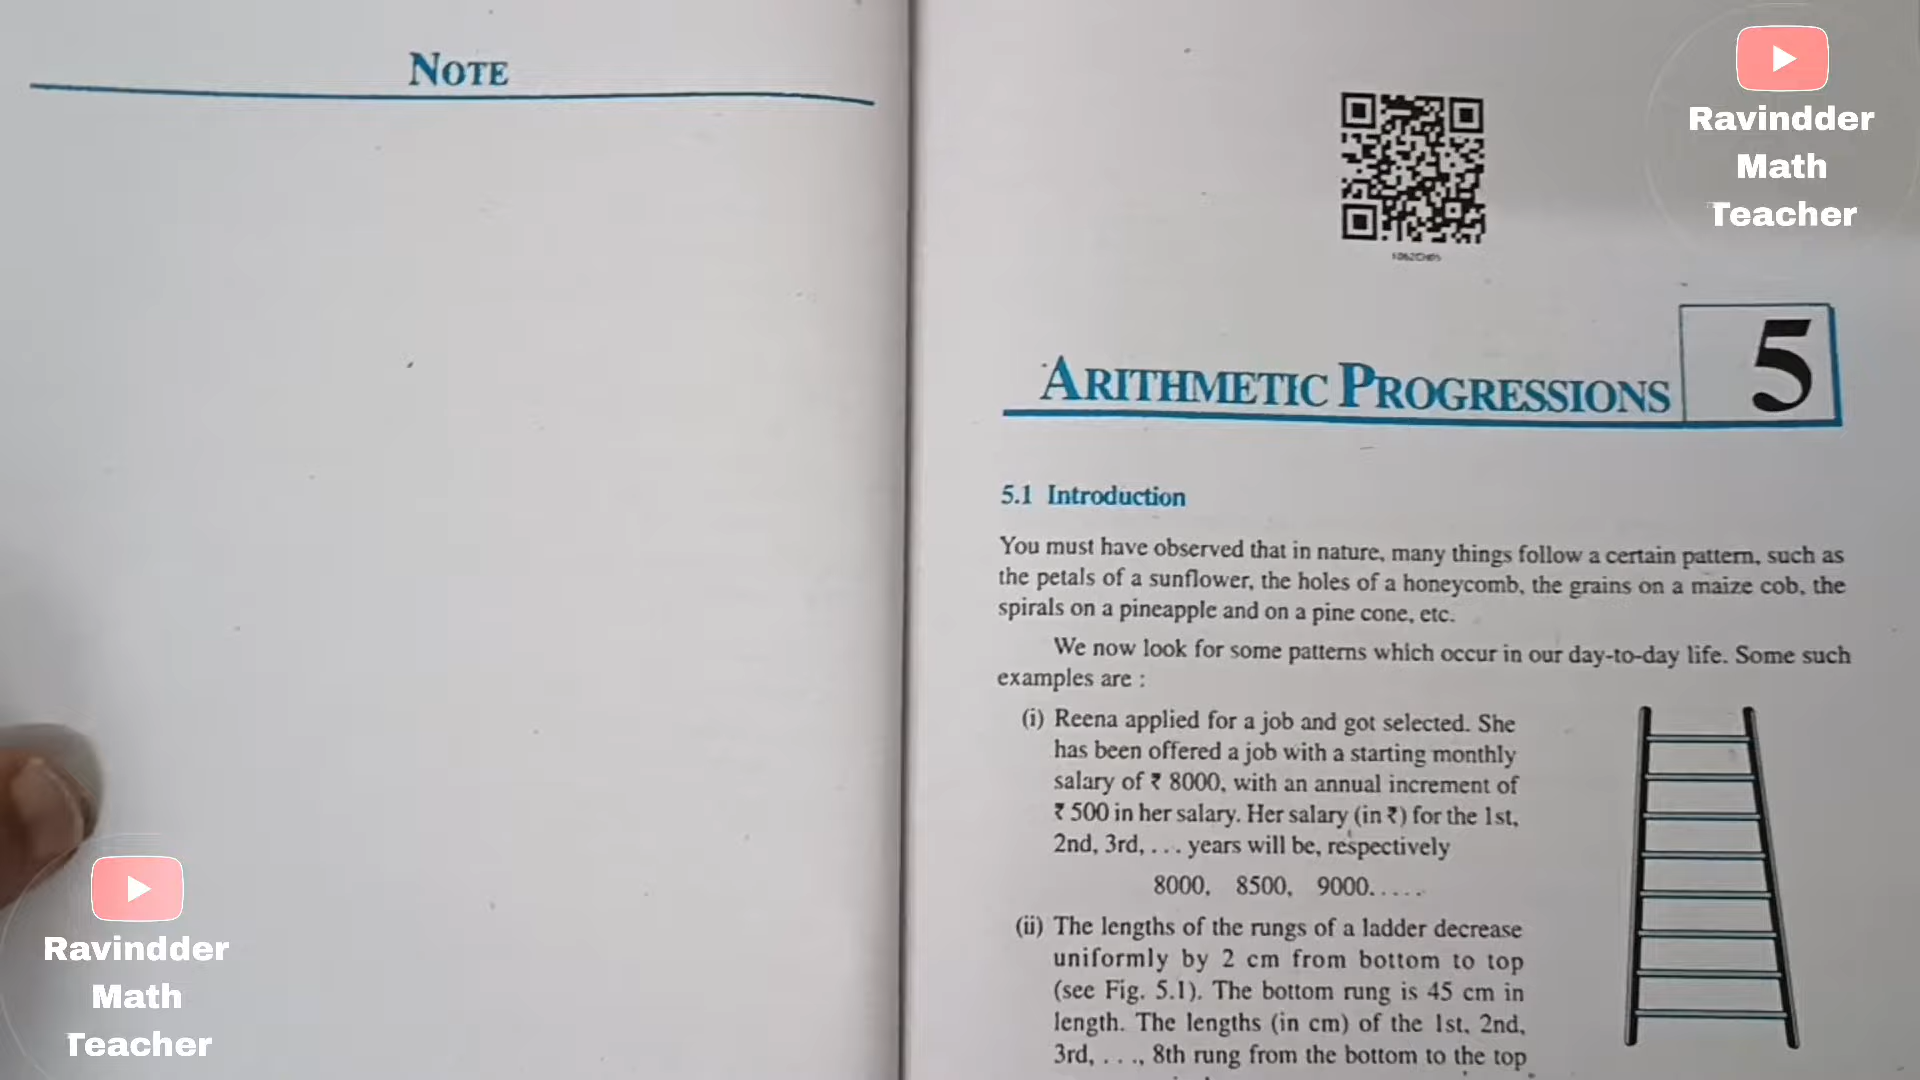 NOTE
Ravindder
Math
Teacher
ARITHMETIC PROGRESSIONS 5
5.1 Introduction
You must have observed that in nature, many things follow a certain pattern, such as
the petals of a sunflower, the holes of a honeycomb, the grains on a maize cob, the
spirals on a pineapple and on a pine cone, etc.
We now look for some patterns which occur in our day-to-day life. Some such
examples are :
(i) Reena applied for a job and got selected. She
has been offered a job with a starting monthly
salary of ₹ 8000, with an annual increment of
₹ 500 in her salary. Her salary (in ₹) for the 1st,
2nd, 3rd, . . . years will be, respectively
8000, 8500, 9000. . . . .
(ii) The lengths of the rungs of a ladder decrease
uniformly by 2 cm from bottom to top
(see Fig. 5.1). The bottom rung is 45 cm in
length. The lengths (in cm) of the 1st, 2nd,
3rd, . . ., 8th rung from the bottom to the top
Ravindder
Math
Teacher